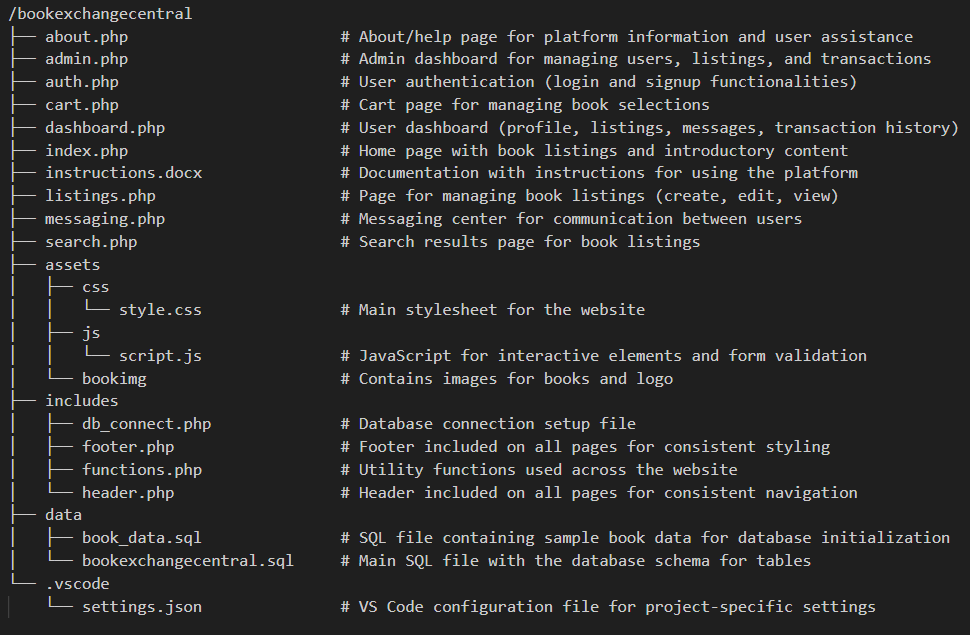 /bookexchangecentral
├── about.php                       # About/help page for platform information and user assistance
├── admin.php                       # Admin dashboard for managing users, listings, and transactions
├── auth.php                        # User authentication (login and signup functionalities)
├── cart.php                        # Cart page for managing book selections
├── dashboard.php                   # User dashboard (profile, listings, messages, transaction history)
├── index.php                       # Home page with book listings and introductory content
├── instructions.docx               # Documentation with instructions for using the platform
├── listings.php                    # Page for managing book listings (create, edit, view)
├── messaging.php                   # Messaging center for communication between users
├── search.php                      # Search results page for book listings
├── assets
│   ├── css
│   │   └── style.css               # Main stylesheet for the website
│   ├── js
│   │   └── script.js               # JavaScript for interactive elements and form validation
│   └── bookimg                     # Contains images for books and logo
├── includes
│   ├── db_connect.php              # Database connection setup file
│   ├── footer.php                  # Footer included on all pages for consistent styling
│   ├── functions.php               # Utility functions used across the website
│   └── header.php                  # Header included on all pages for consistent navigation
├── data
│   ├── book_data.sql               # SQL file containing sample book data for database initialization
│   └── bookexchangecentral.sql     # Main SQL file with the database schema for tables
└── .vscode
    └── settings.json               # VS Code configuration file for project-specific settings